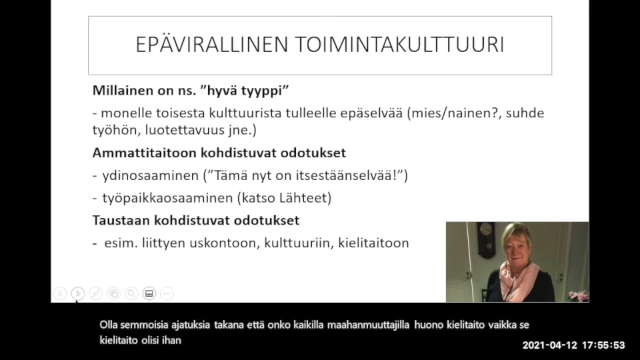 EPÄVIRALLINEN TOIMINTAKULTTUURI
Millainen on ns. ”hyvä tyyppi”
- monelle toisesta kulttuurista tulleelle epäselvää (mies/nainen?, suhde
työhön, luotettavuus jne.)
Ammattitaitoon kohdistuvat odotukset
- ydinosaaminen (”Tämä nyt on itsestäänselvää!”)
- työpaikkaosaaminen (katso Lähteet)
Taustaan kohdistuvat odotukset
- esim. liittyen uskontoon, kulttuuriin, kielitaitoon
Olla semmoisia ajatuksia takana että onko kaikilla maahanmuuttajilla huono kielitaito vaikka se
kielitaito olisi ihan
2021-04-12 17:55:53